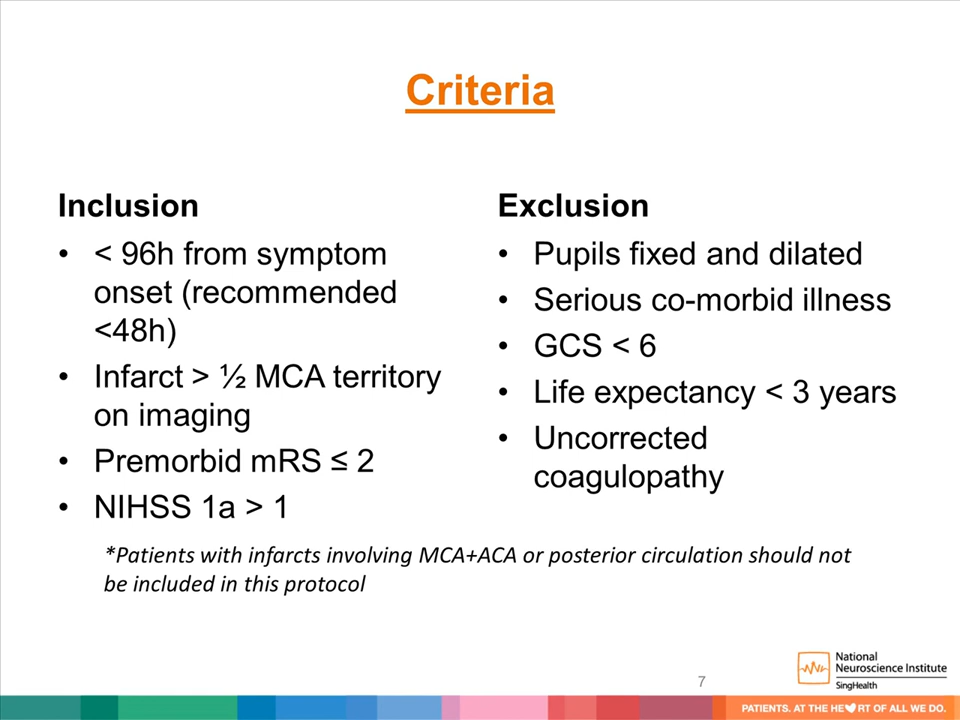 Criteria
Inclusion
• < 96h from symptom
onset (recommended
<48h)
• Infarct > ½ MCA territory
on imaging
• Premorbid mRS ≤ 2
• NIHSS 1a > 1
Exclusion
• Pupils fixed and dilated
• Serious co-morbid illness
• GCS < 6
• Life expectancy < 3 years
• Uncorrected
coagulopathy
*Patients with infarcts involving MCA+ACA or posterior circulation should not
be included in this protocol
7
National
Neuroscience Institute
SingHealth
PATIENTS. AT THE HE♥RT OF ALL WE DO.